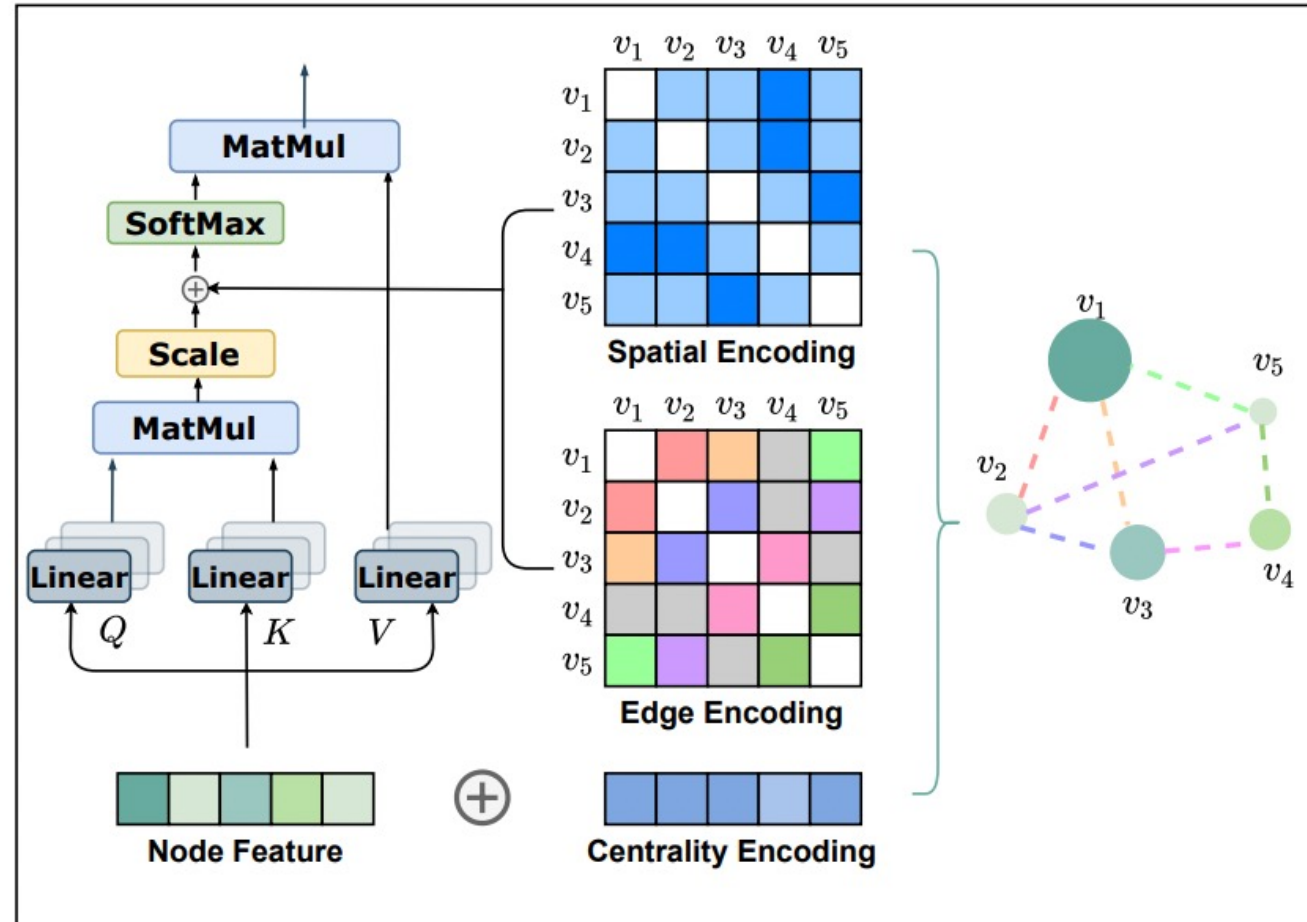 MatMul
SoftMax
+
Scale
MatMul
Linear
Linear
Linear
Q
K
V
Node Feature
+
v₁ v₂ v₃ v₄ v₅
v₁
v₂
v₃
v₄
v₅
Spatial Encoding
v₁ v₂ v₃ v₄ v₅
v₁
v₂
v₃
v₄
v₅
Edge Encoding
Centrality Encoding
v₁
v₅
v₂
v₄
v₃